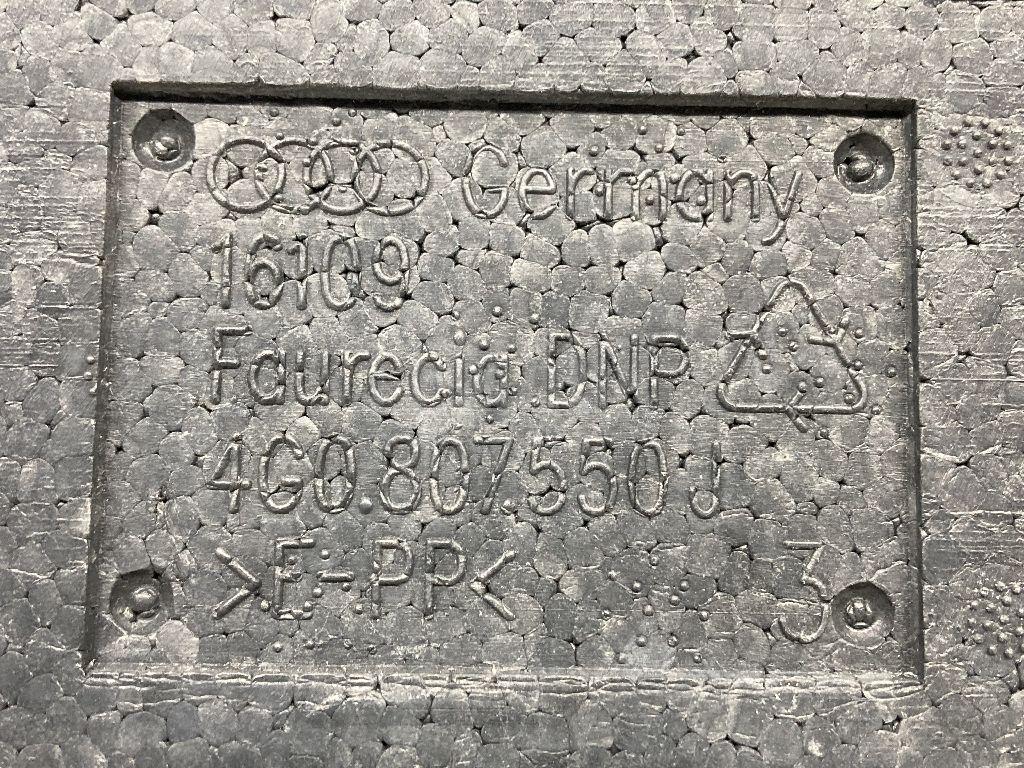 Germany
16109
Faurecia DNP
4G0.807.550 J
>E-PP<
3